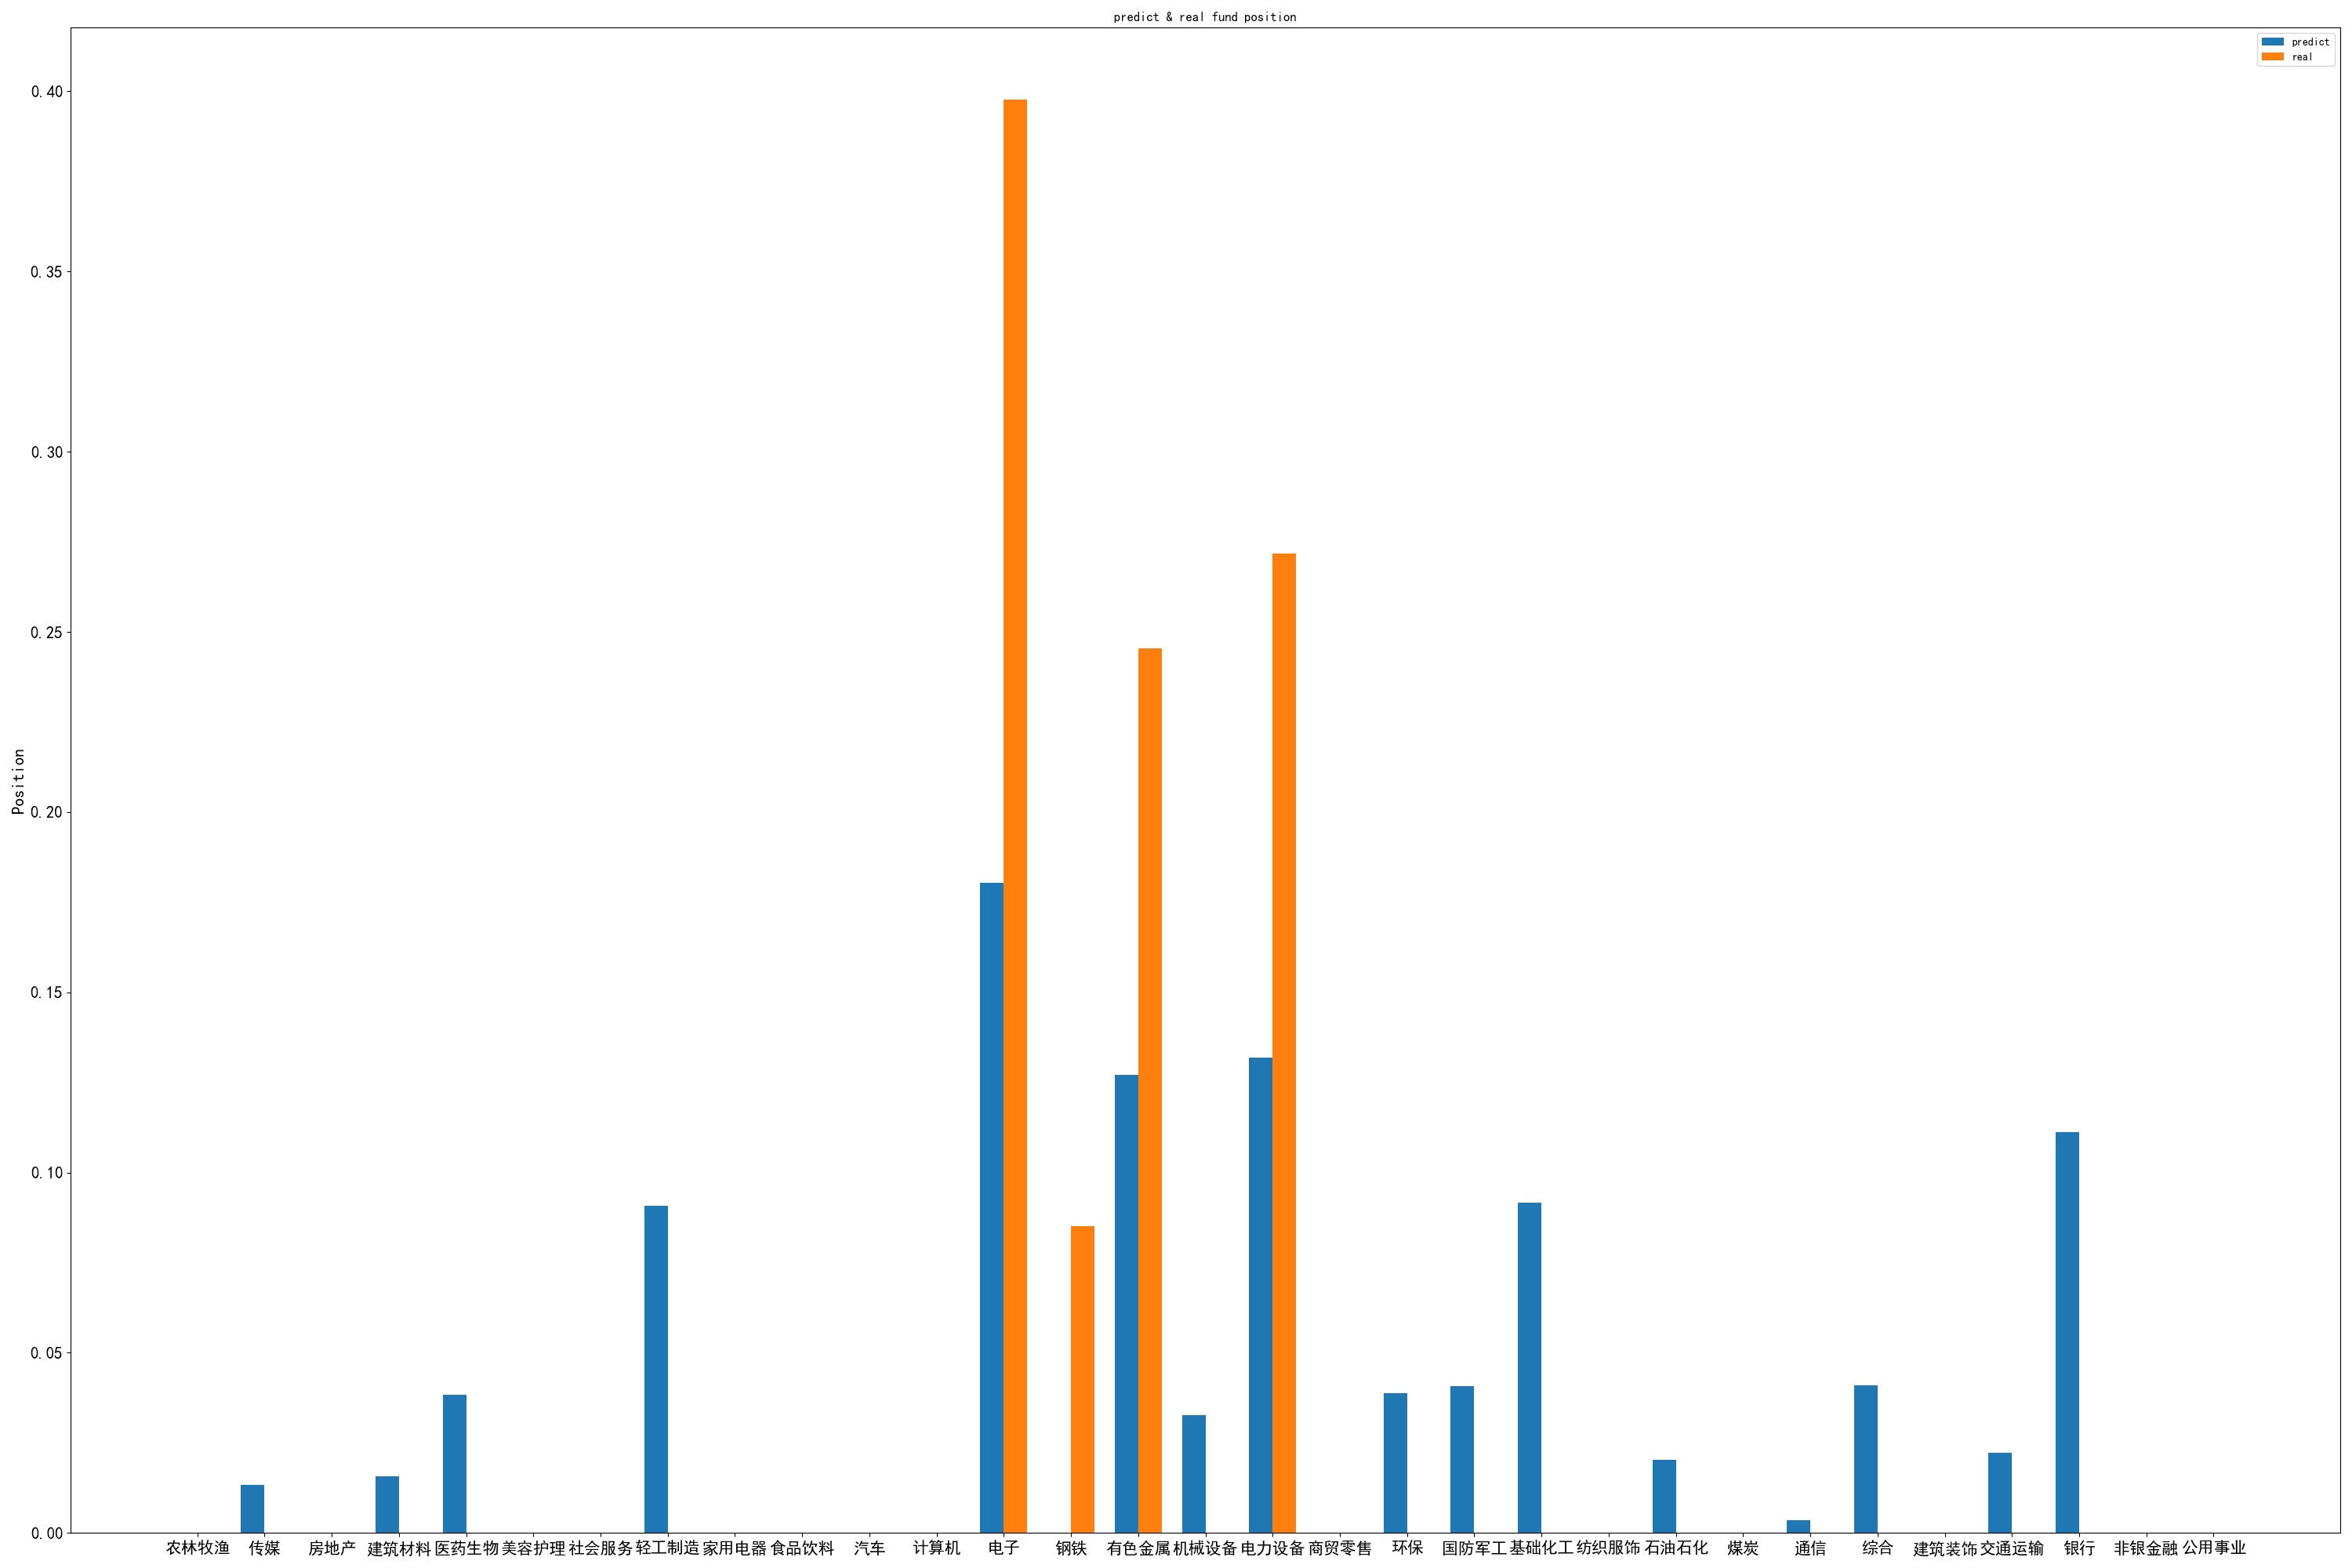 predict & real fund position
predict
real
0.40
0.35
0.30
0.25
0.20
0.15
0.10
0.05
0.00
Position
农林牧渔 传媒 房地产 建筑材料 医药生物 美容护理 社会服务 轻工制造 家用电器 食品饮料 汽车 计算机 电子 钢铁 有色金属 机械设备 电力设备 商贸零售 环保 国防军工 基础化工 纺织服饰 石油石化 煤炭 通信 综合 建筑装饰 交通运输 银行 非银金融 公用事业